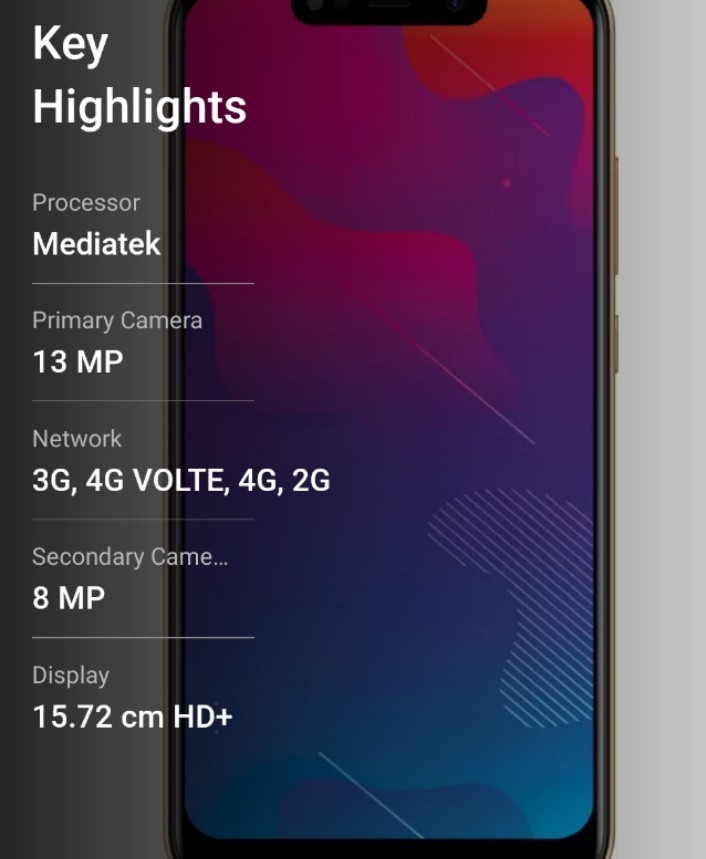 Key
Highlights
Processor
Mediatek
Primary Camera
13 MP
Network
3G, 4G VOLTE, 4G, 2G
Secondary Came...
8 MP
Display
15.72 cm HD+